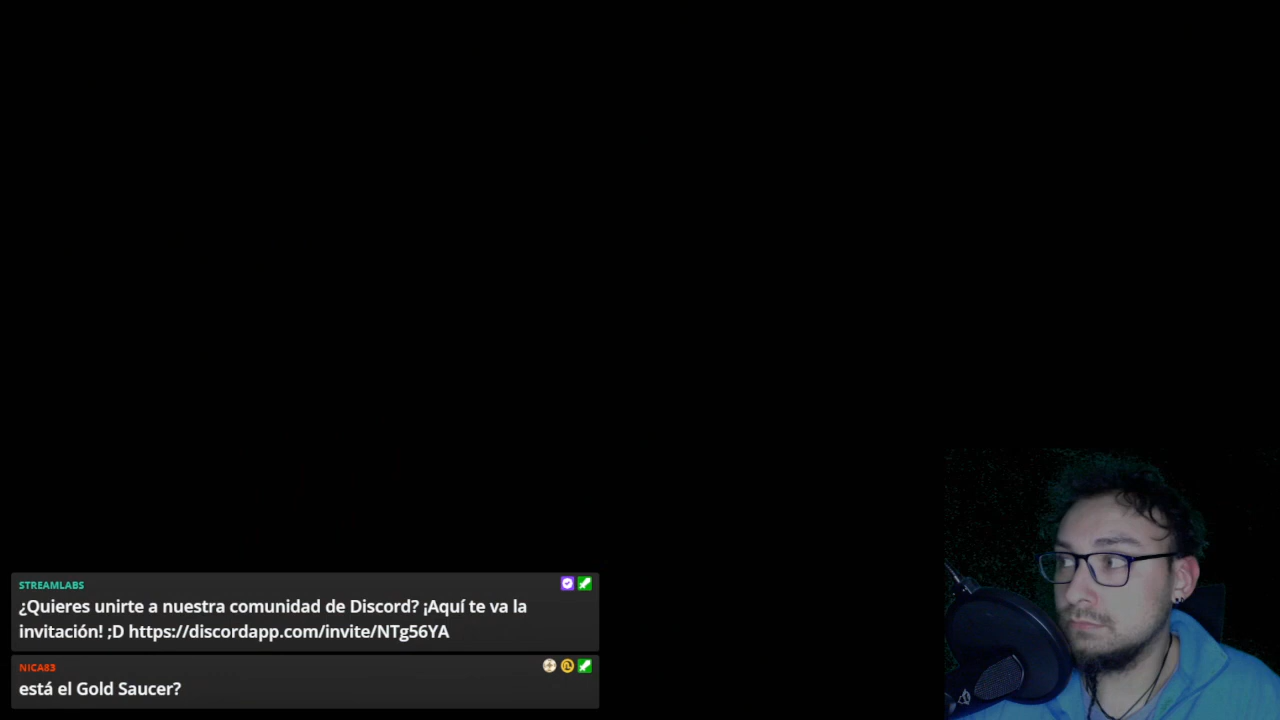 STREAMLABS
¿Quieres unirte a nuestra comunidad de Discord? ¡Aquí te va la
invitación! ;D https://discordapp.com/invite/NTg56YA
NICA83
está el Gold Saucer?